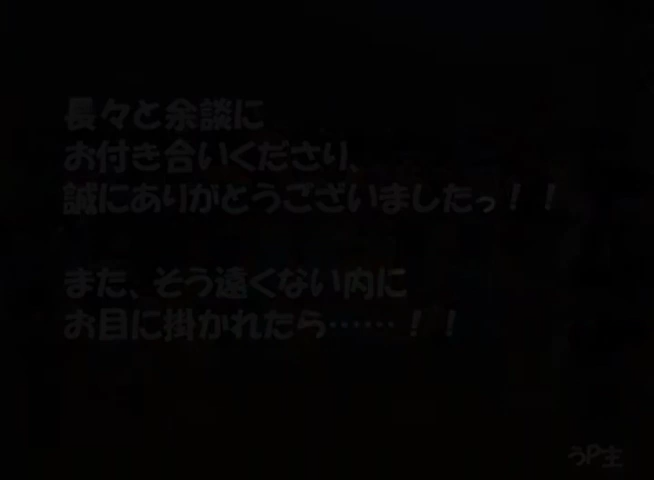 長々と余談に
お付き合いくださり、
誠にありがとうございましたっ！！
また、そう遠くない内に
お目に掛かれたら……！！
うP主